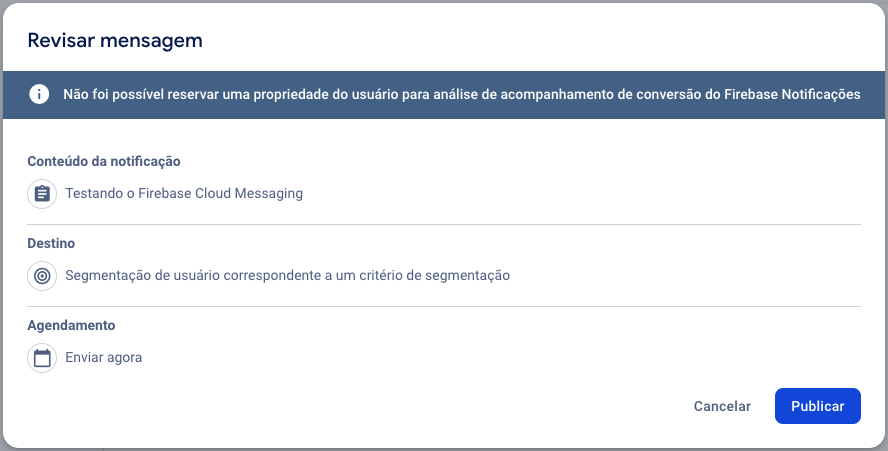 Revisar mensagem
Não foi possível reservar uma propriedade do usuário para análise de acompanhamento de conversão do Firebase Notificações
Conteúdo da notificação
Testando o Firebase Cloud Messaging
Destino
Segmentação de usuário correspondente a um critério de segmentação
Agendamento
Enviar agora
Cancelar
Publicar